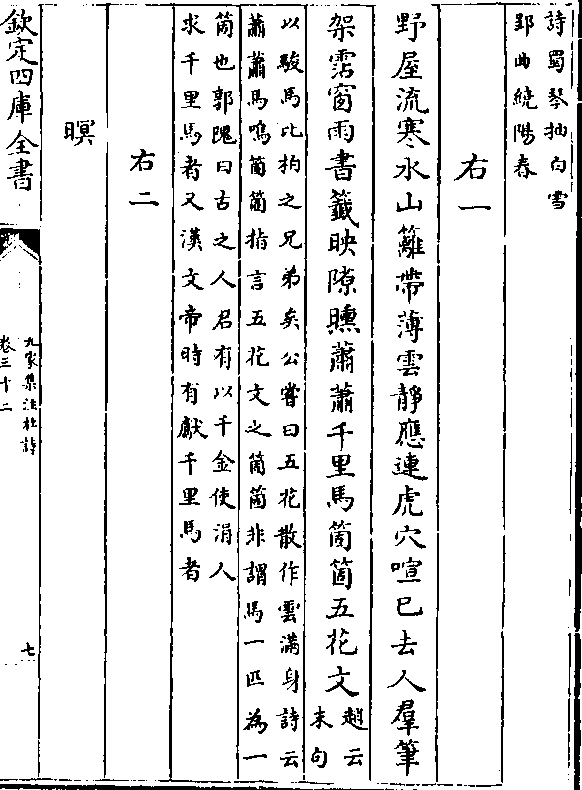 詩蜀琴抽白雪
郢曲繞陽春
右一
野屋流寒水山籬帶薄雲靜應連虎穴喧已去人羣筆
架霑窗雨書籤映隙曛蕭蕭千里馬箇箇五花文
趙云
末句
以駿馬比拘之兄弟矣公嘗曰五花散作雲滿身詩云
蕭蕭馬鳴箇箇指言五花文之箇箇非謂馬一匹為一
箇也郭隗曰古之人君有以千金使涓人
求千里馬者又漢文帝時有獻千里馬者
右二
暝
欽定四庫全書
九家集注杜詩
卷三十二
七